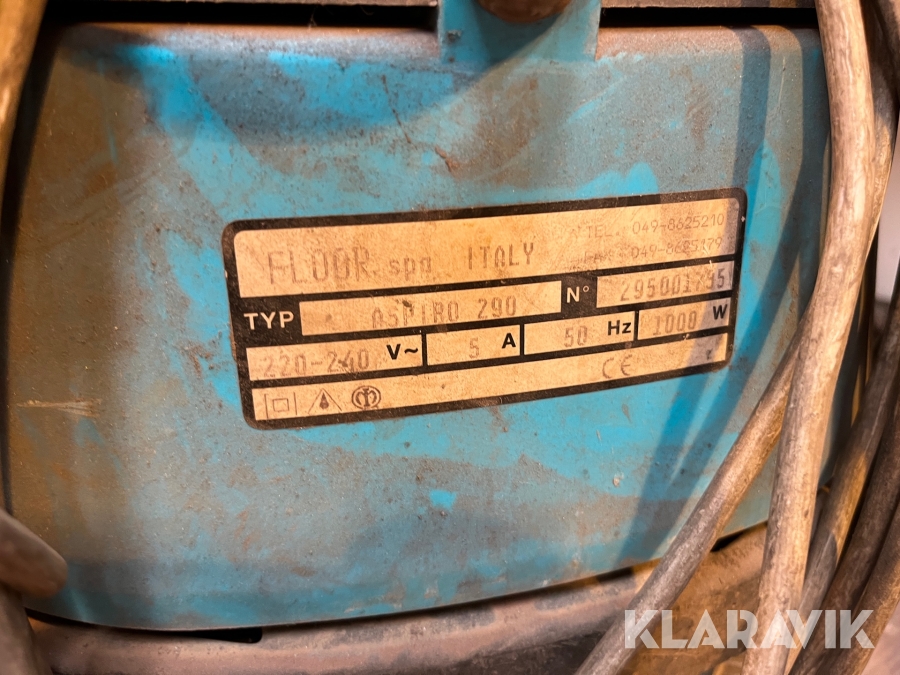 FLOOR spa ITALY
TEL. 049-8625210
FAX 049-8625179
TYP ASPIRO 290 N° 295001795
220-240 V~ 5 A 50 Hz 1000 W
CE
KLARAVIK